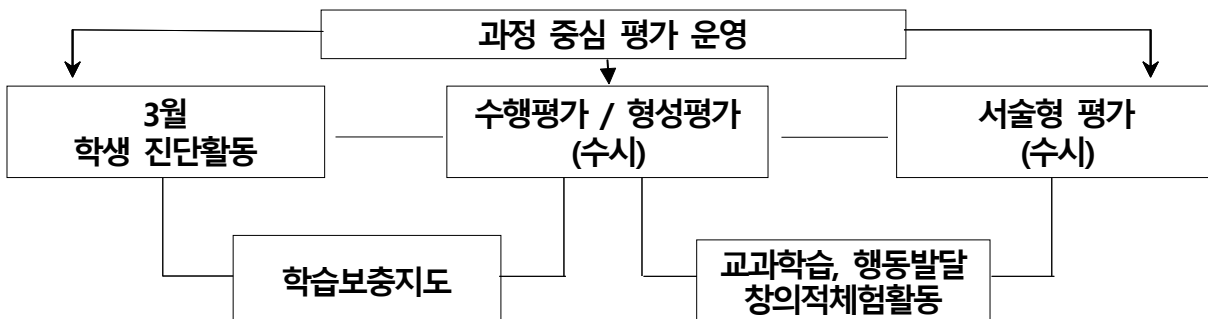 과정 중심 평가 운영
3월
학생 진단활동
수행평가 / 형성평가
(수시)
서술형 평가
(수시)
학습보충지도
교과학습, 행동발달
창의적체험활동